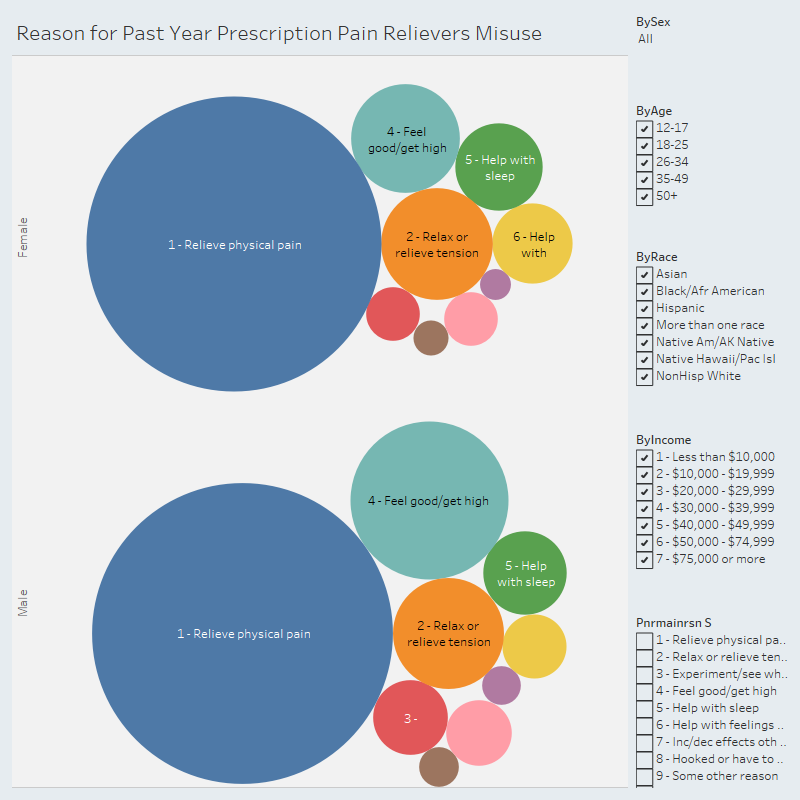 Reason for Past Year Prescription Pain Relievers Misuse
Female
1 - Relieve physical pain
4 - Feel
good/get high
5 - Help with
sleep
2 - Relax or
relieve tension
6 - Help
with
Male
1 - Relieve physical pain
4 - Feel good/get high
5 - Help
with sleep
2 - Relax or
relieve tension
3 -
BySex
All
ByAge
12-17
18-25
26-34
35-49
50+
ByRace
Asian
Black/Afr American
Hispanic
More than one race
Native Am/AK Native
Native Hawaii/Pac Isl
NonHisp White
ByIncome
1 - Less than $10,000
2 - $10,000 - $19,999
3 - $20,000 - $29,999
4 - $30,000 - $39,999
5 - $40,000 - $49,999
6 - $50,000 - $74,999
7 - $75,000 or more
Pnrmainrsn S
1 - Relieve physical pa..
2 - Relax or relieve ten..
3 - Experiment/see wh..
4 - Feel good/get high
5 - Help with sleep
6 - Help with feelings ..
7 - Inc/dec effects oth ..
8 - Hooked or have to ..
9 - Some other reason